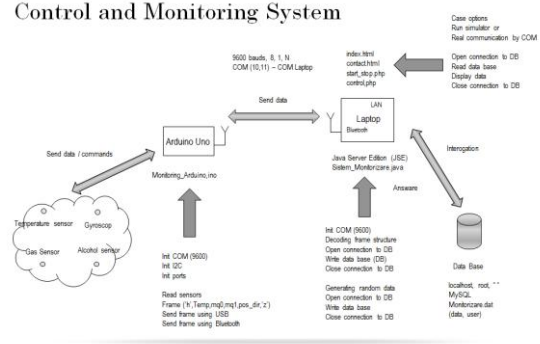 Control and Monitoring System
Case options
Run simulator or
Real communication by COM
Open connection to DB
Read data base
Display data
Close connection to DB
index.html
contact.html
start_stop.php
control.php
9600 bauds, 8, 1, N
COM (10,11) – COM Laptop
Send data
LAN
Laptop
Bluetooth
Arduino Uno
Send data / commands
Monitoring_Arduino.ino
Java Server Edition (JSE)
Sistem_Monitorizare.java
Interogation
Answare
Temperature sensor
Gyroscop
Gas Sensor
Alcohol sensor
Init COM (9600)
Init I2C
Init ports
Read sensors
Frame ('h',Temp,mq0,mq1,pos_dir,'z')
Send frame using USB
Send frame using Bluetooth
Init COM (9600)
Decoding frame structure
Open connection to DB
Write data base (DB)
Close connection to DB
Generating random data
Open connection to DB
Write data base
Close connection to DB
Data Base
localhost, root, " "
MySQL
Monitorizare.dat
(data, user)